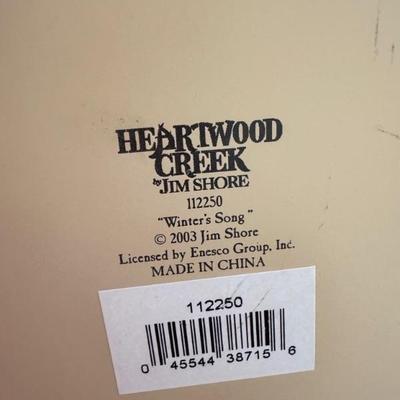 HEARTWOOD
CREEK
by JIM SHORE
112250
"Winter's Song"
© 2003 Jim Shore
Licensed by Enesco Group, Inc.
MADE IN CHINA
112250
0 45544 38715 6